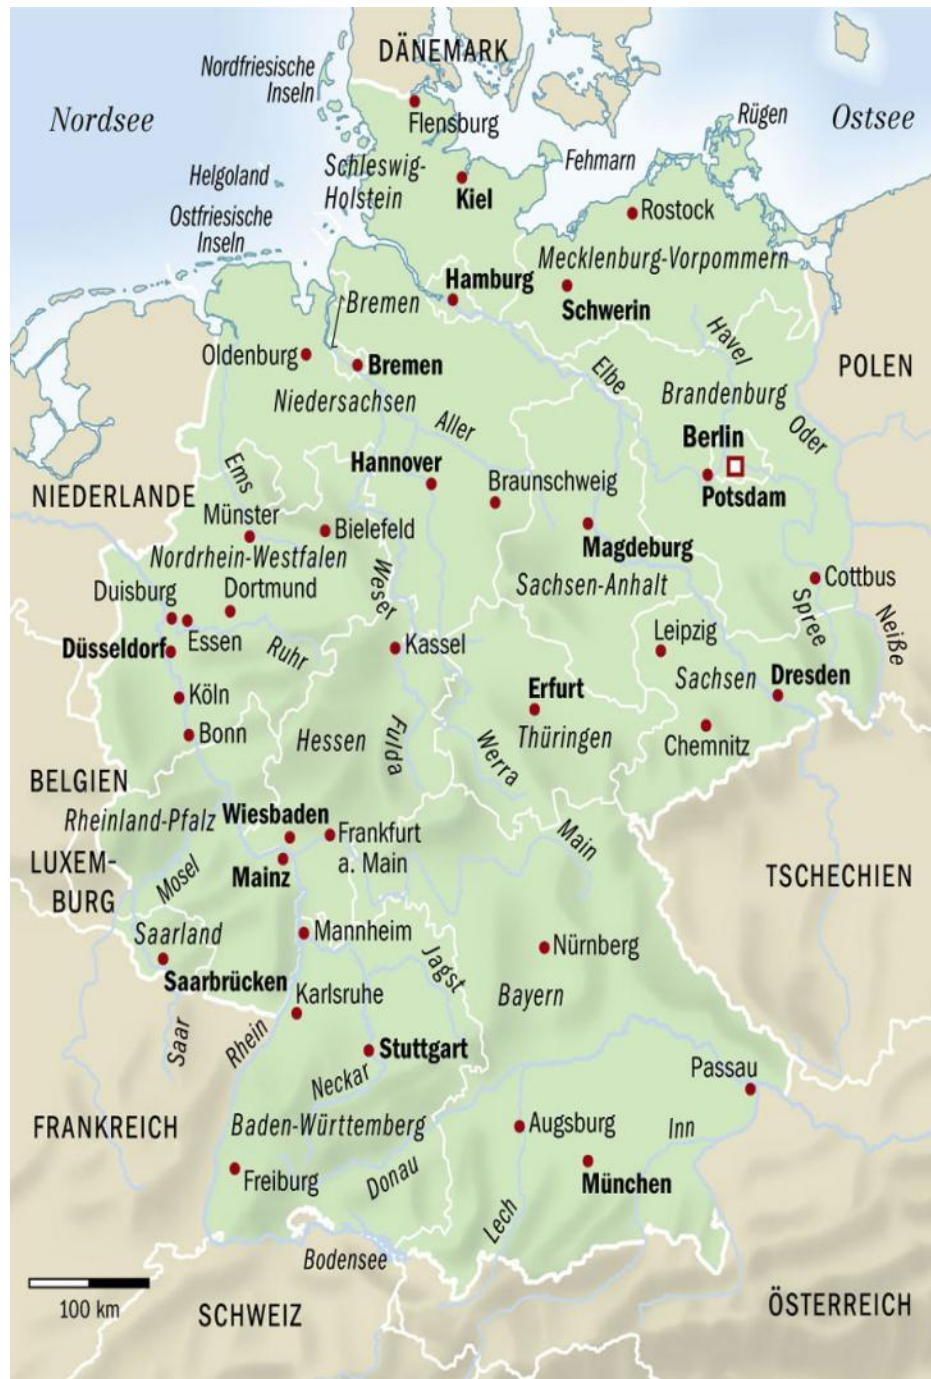 DÄNEMARK
Nordfriesische
Inseln
Nordsee
Flensburg
Rügen
Ostsee
Fehmarn
Schleswig-
Holstein
Helgoland
Kiel
Ostfriesische
Inseln
Rostock
Mecklenburg-Vorpommern
Hamburg
Schwerin
Bremen
Havel
Oldenburg
Bremen
Elbe
POLEN
Niedersachsen
Brandenburg
Aller
Oder
Berlin
Ems
Hannover
NIEDERLANDE
Braunschweig
Potsdam
Münster
Bielefeld
Magdeburg
Nordrhein-Westfalen
Weser
Sachsen-Anhalt
Cottbus
Duisburg
Dortmund
Spree
Neiße
Essen
Düsseldorf
Ruhr
Kassel
Leipzig
Köln
Erfurt
Sachsen
Dresden
Bonn
Hessen
Fulda
Werra
Thüringen
Chemnitz
BELGIEN
Rheinland-Pfalz
Wiesbaden
Frankfurt
a. Main
Main
LUXEM-
BURG
Mosel
Mainz
TSCHECHIEN
Saarland
Mannheim
Jagst
Nürnberg
Saarbrücken
Karlsruhe
Bayern
Saar
Rhein
Stuttgart
Neckar
Passau
FRANKREICH
Baden-Württemberg
Augsburg
Inn
Freiburg
Donau
München
Lech
Bodensee
100 km
SCHWEIZ
ÖSTERREICH